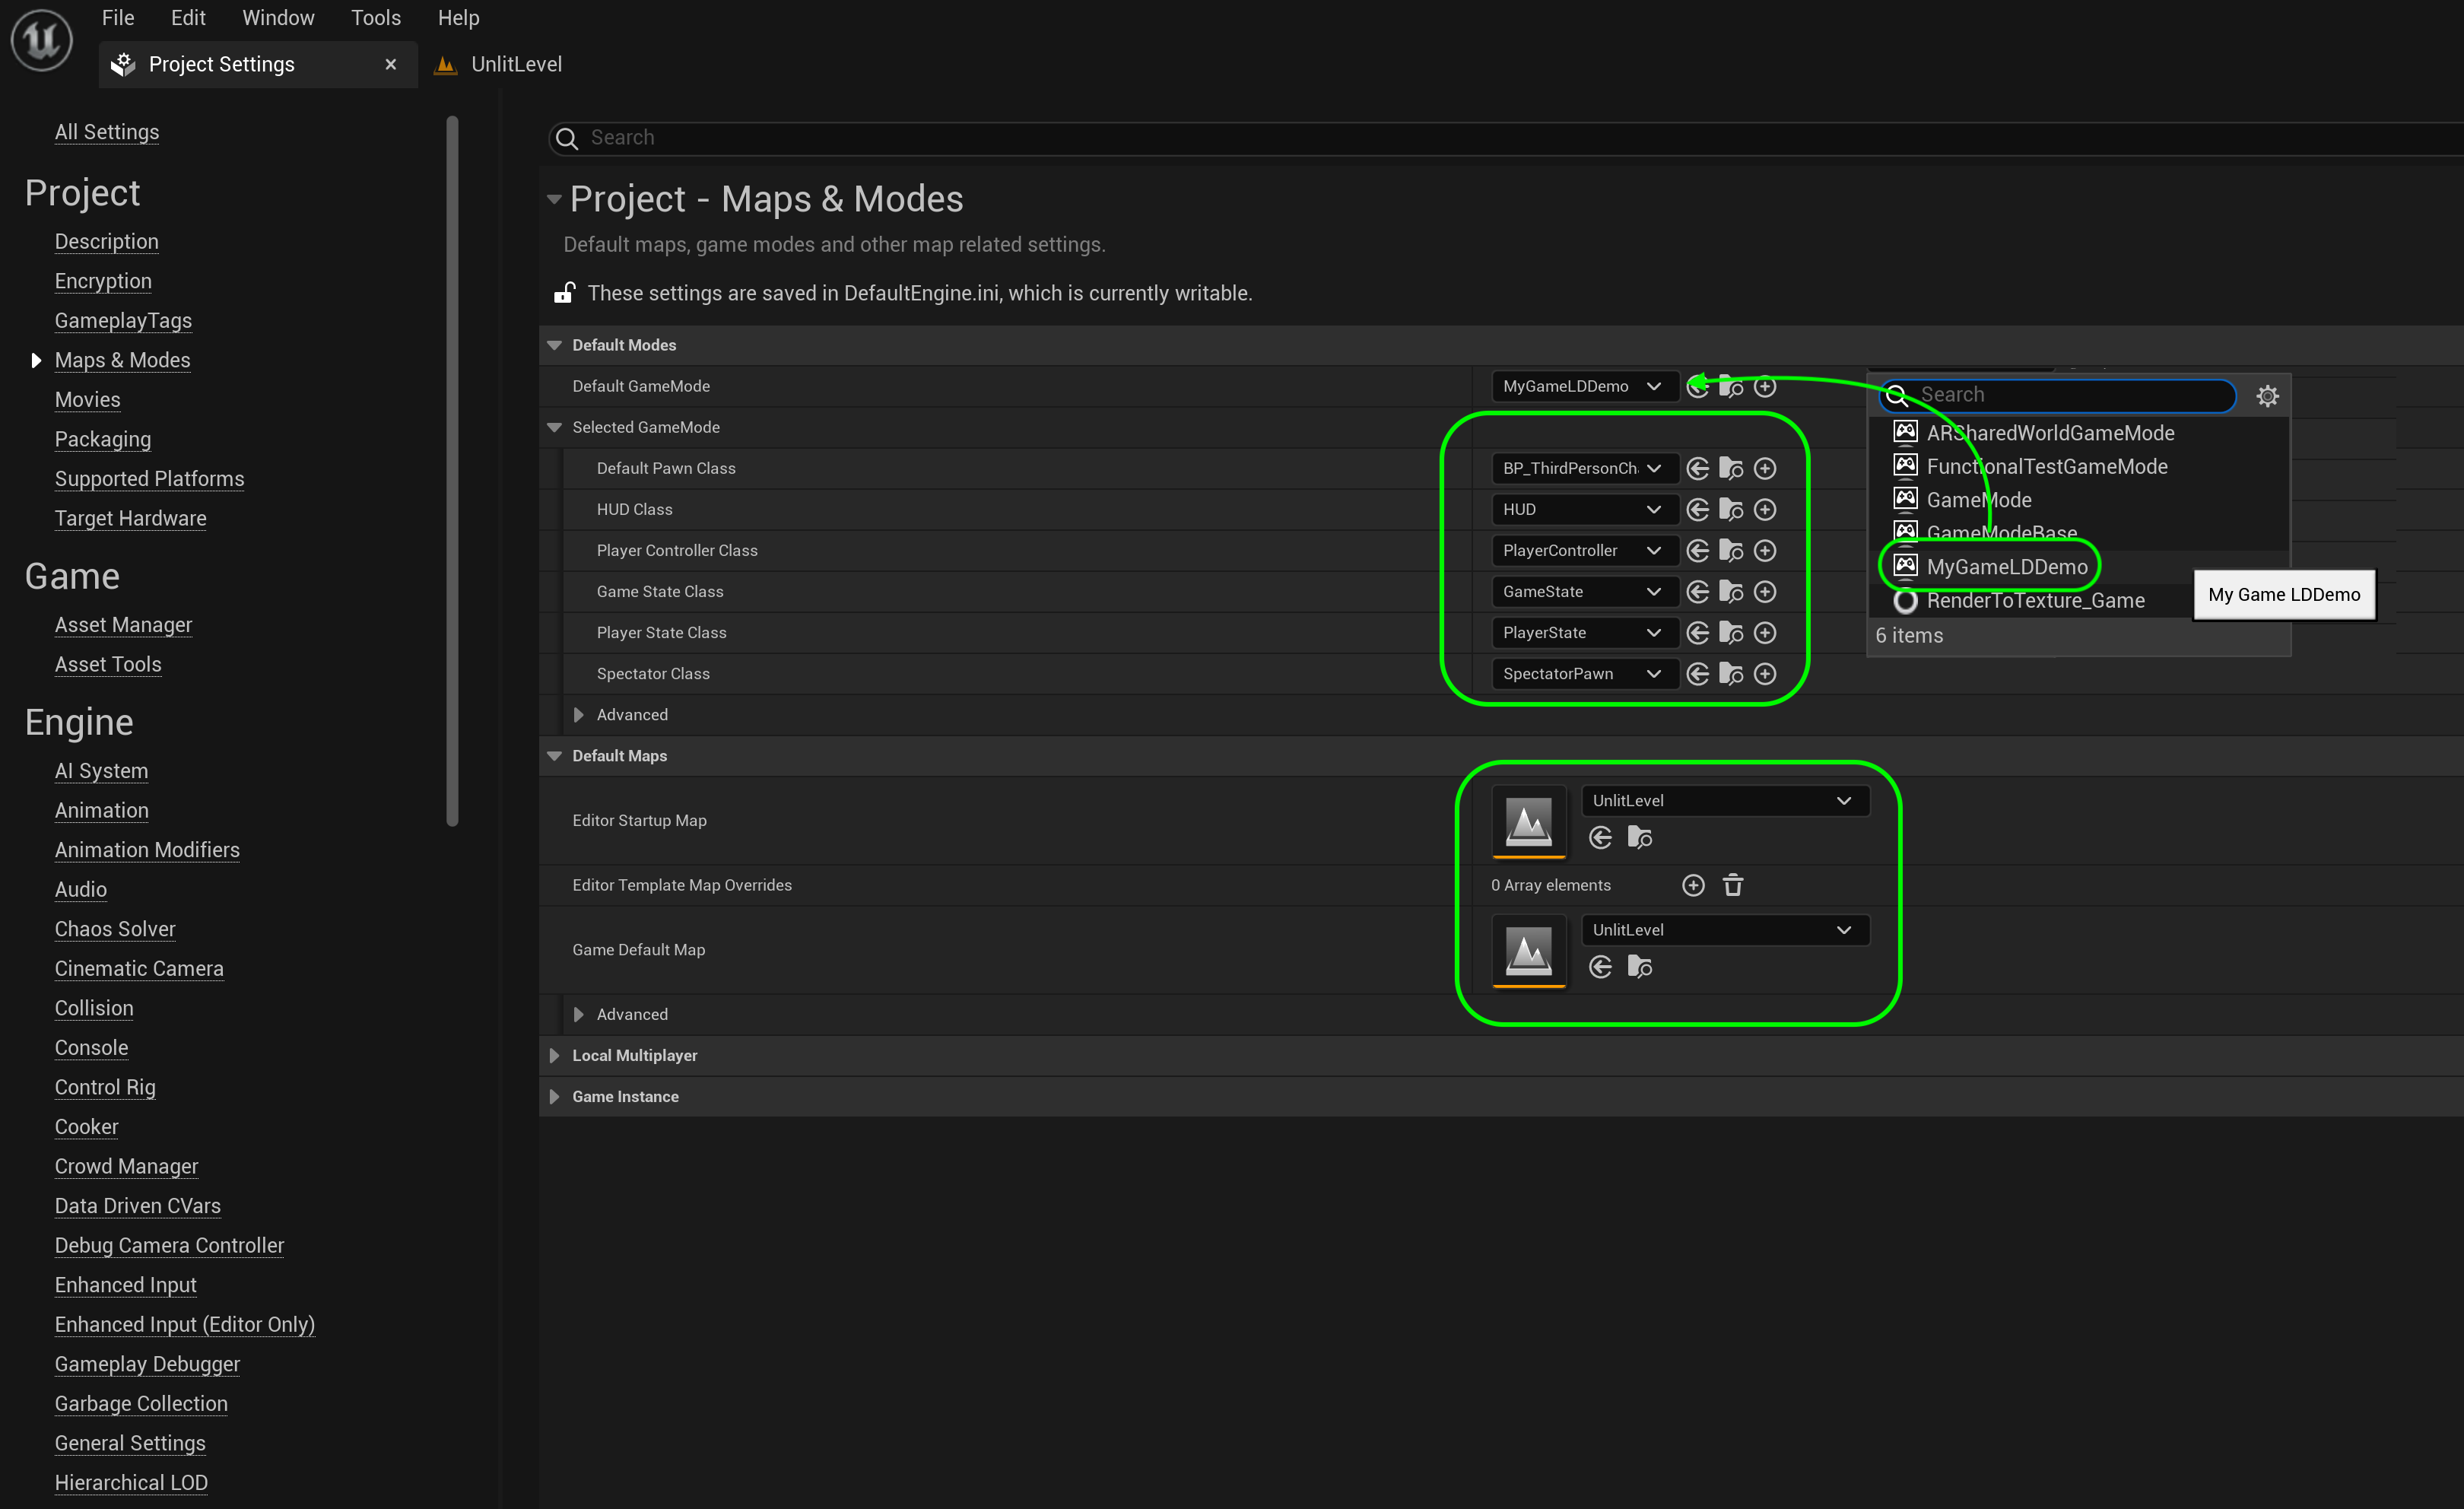 File Edit Window Tools Help
Project Settings
UnlitLevel
All Settings
Project
Description
Encryption
GameplayTags
Maps & Modes
Movies
Packaging
Supported Platforms
Target Hardware
Game
Asset Manager
Asset Tools
Engine
AI System
Animation
Animation Modifiers
Audio
Chaos Solver
Cinematic Camera
Collision
Console
Control Rig
Cooker
Crowd Manager
Data Driven CVars
Debug Camera Controller
Enhanced Input
Enhanced Input (Editor Only)
Gameplay Debugger
Garbage Collection
General Settings
Hierarchical LOD
Search
Project - Maps & Modes
Default maps, game modes and other map related settings.
These settings are saved in DefaultEngine.ini, which is currently writable.
Default Modes
Default GameMode MyGameLDDemo
Selected GameMode
Default Pawn Class BP_ThirdPersonCh
HUD Class HUD
Player Controller Class PlayerController
Game State Class GameState
Player State Class PlayerState
Spectator Class SpectatorPawn
Advanced
Default Maps
Editor Startup Map UnlitLevel
Editor Template Map Overrides 0 Array elements
Game Default Map UnlitLevel
Advanced
Local Multiplayer
Game Instance
Search
ARSharedWorldGameMode
FunctionalTestGameMode
GameMode
GameModeBase
MyGameLDDemo
RenderToTexture_Game
6 items
My Game LDDemo